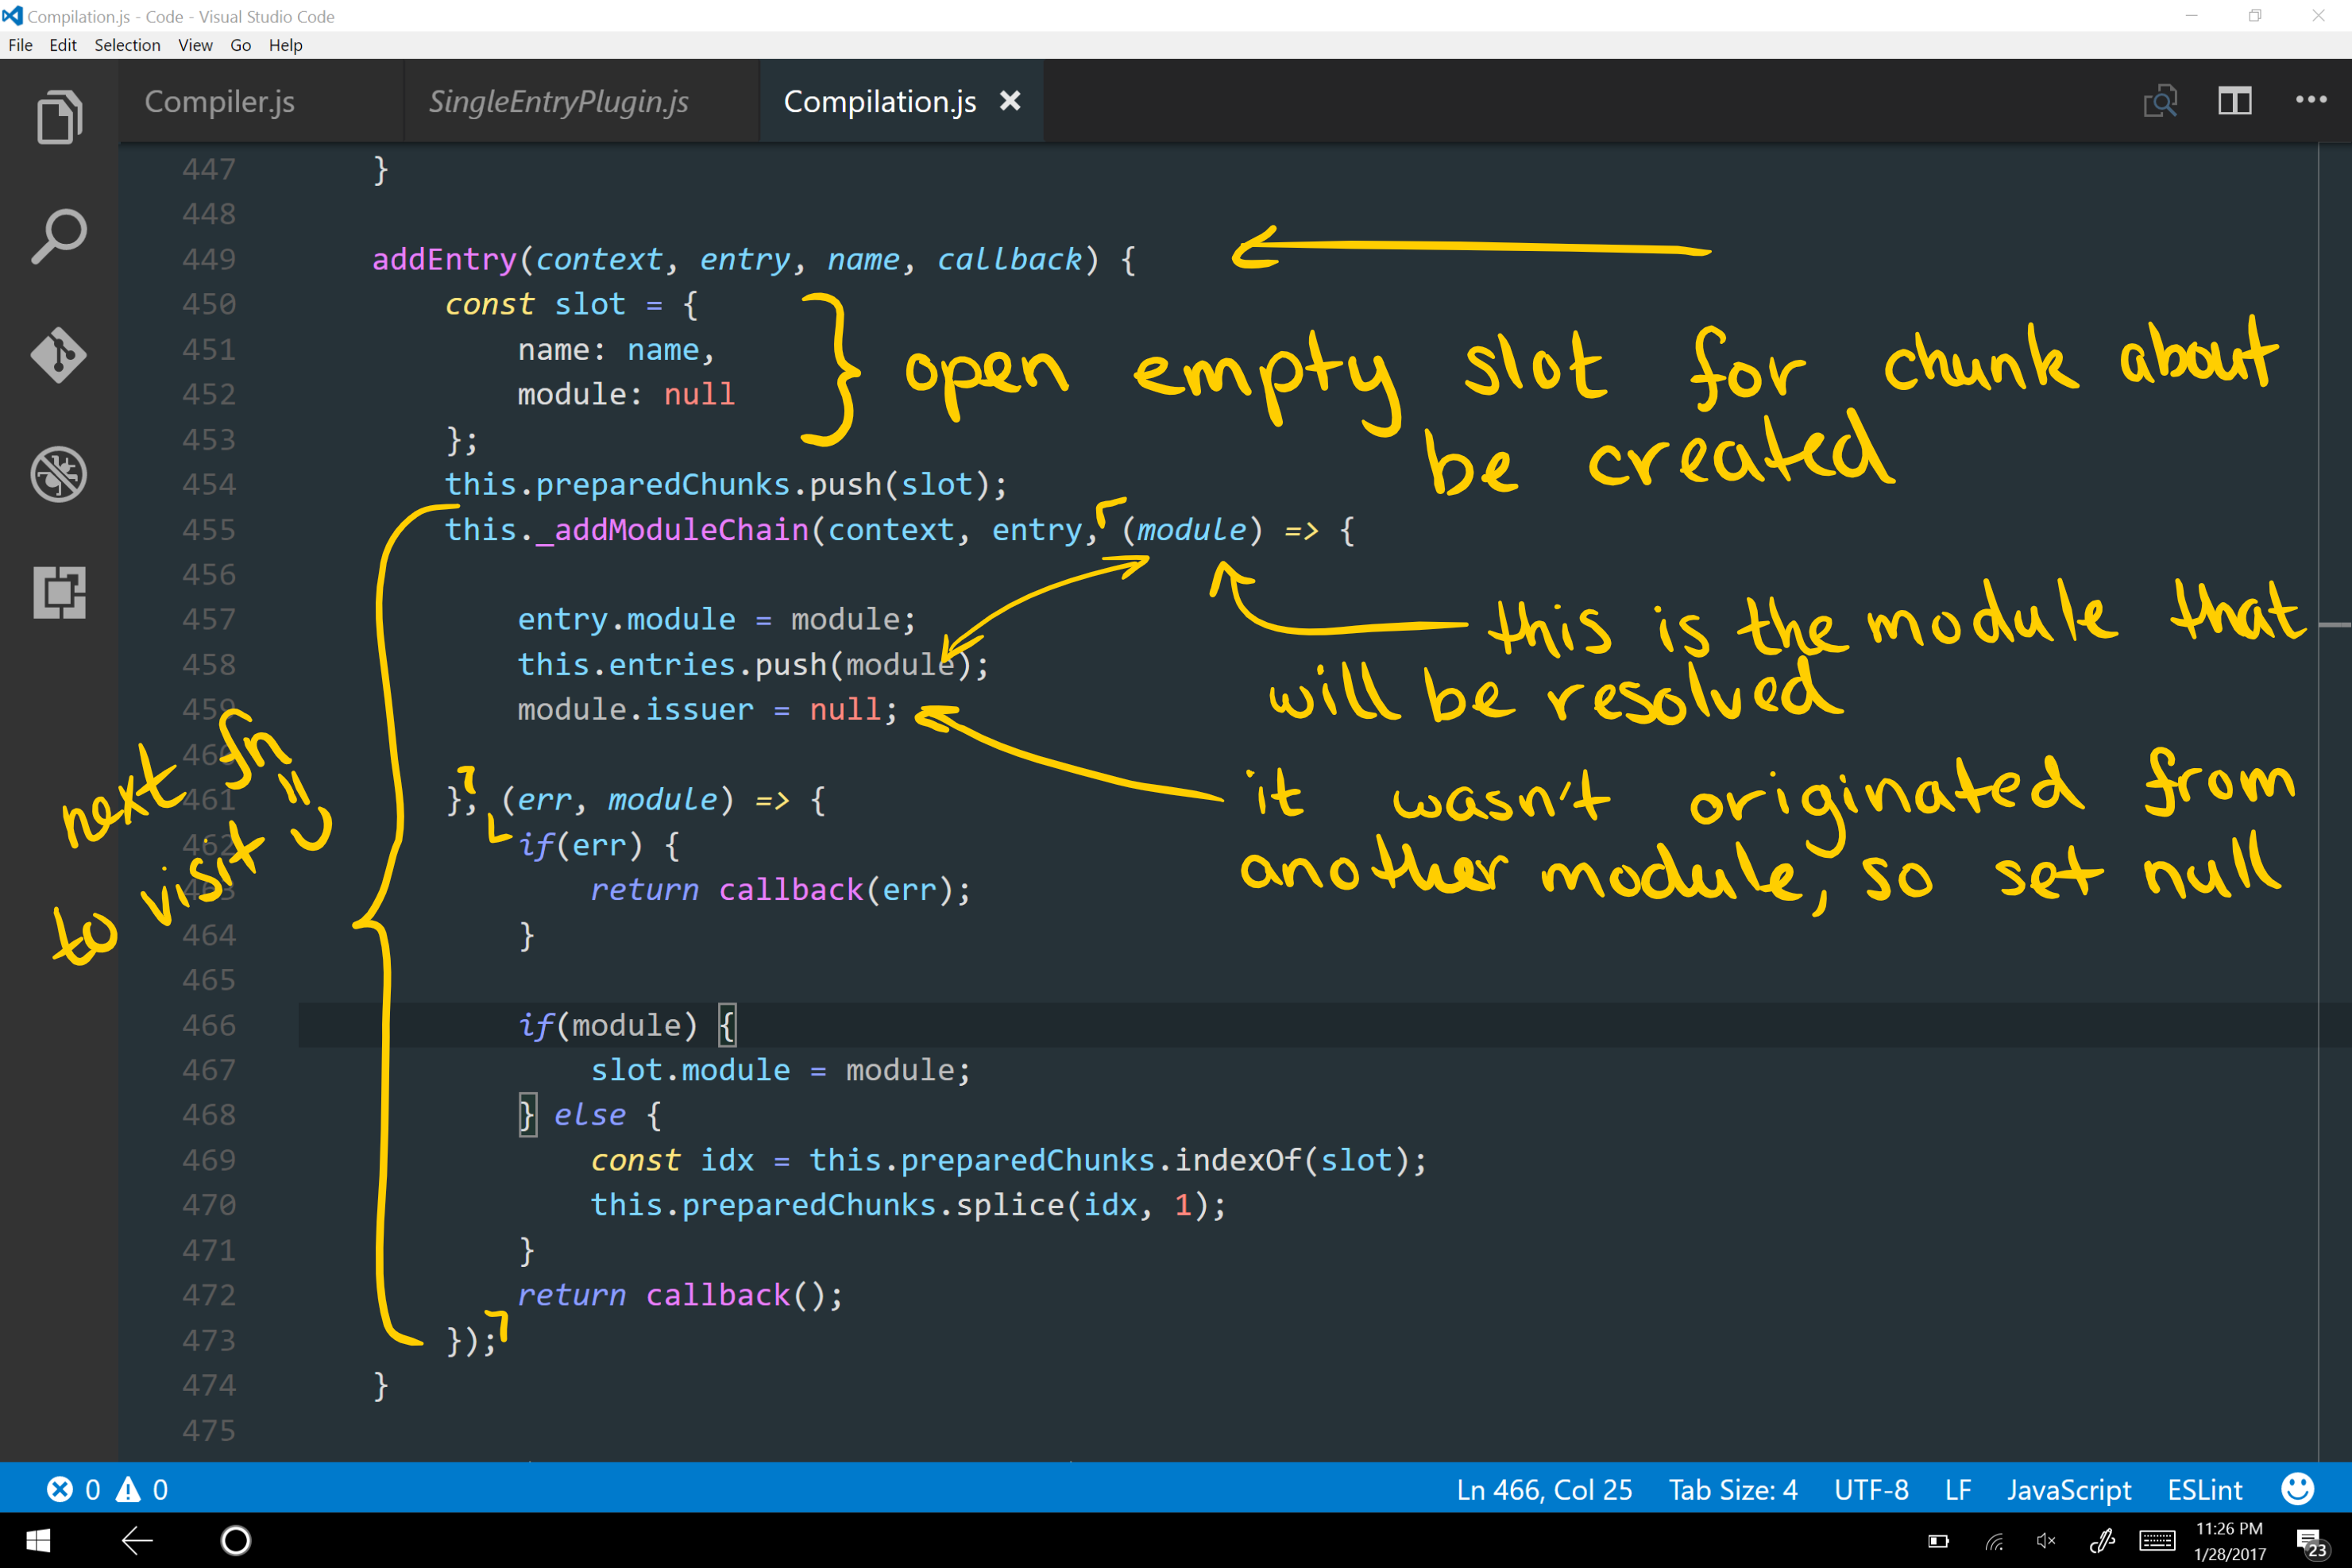 Compilation.js - Code - Visual Studio Code
File Edit Selection View Go Help
Compiler.js SingleEntryPlugin.js Compilation.js
447 }
448
449 addEntry(context, entry, name, callback) {
450 const slot = {
451 name: name,
452 module: null
453 };
454 this.preparedChunks.push(slot);
455 this._addModuleChain(context, entry, (module) => {
456
457 entry.module = module;
458 this.entries.push(module);
459 module.issuer = null;
460
461 }, (err, module) => {
462 if(err) {
463 return callback(err);
464 }
465
466 if(module) {
467 slot.module = module;
468 } else {
469 const idx = this.preparedChunks.indexOf(slot);
470 this.preparedChunks.splice(idx, 1);
471 }
472 return callback();
473 });
474 }
475
open empty slot for chunk about
be created
this is the module that
will be resolved
it wasn't originated from
another module, so set null
next fn
to visit =)
0 0 Ln 466, Col 25 Tab Size: 4 UTF-8 LF JavaScript ESLint
11:26 PM
1/28/2017
23